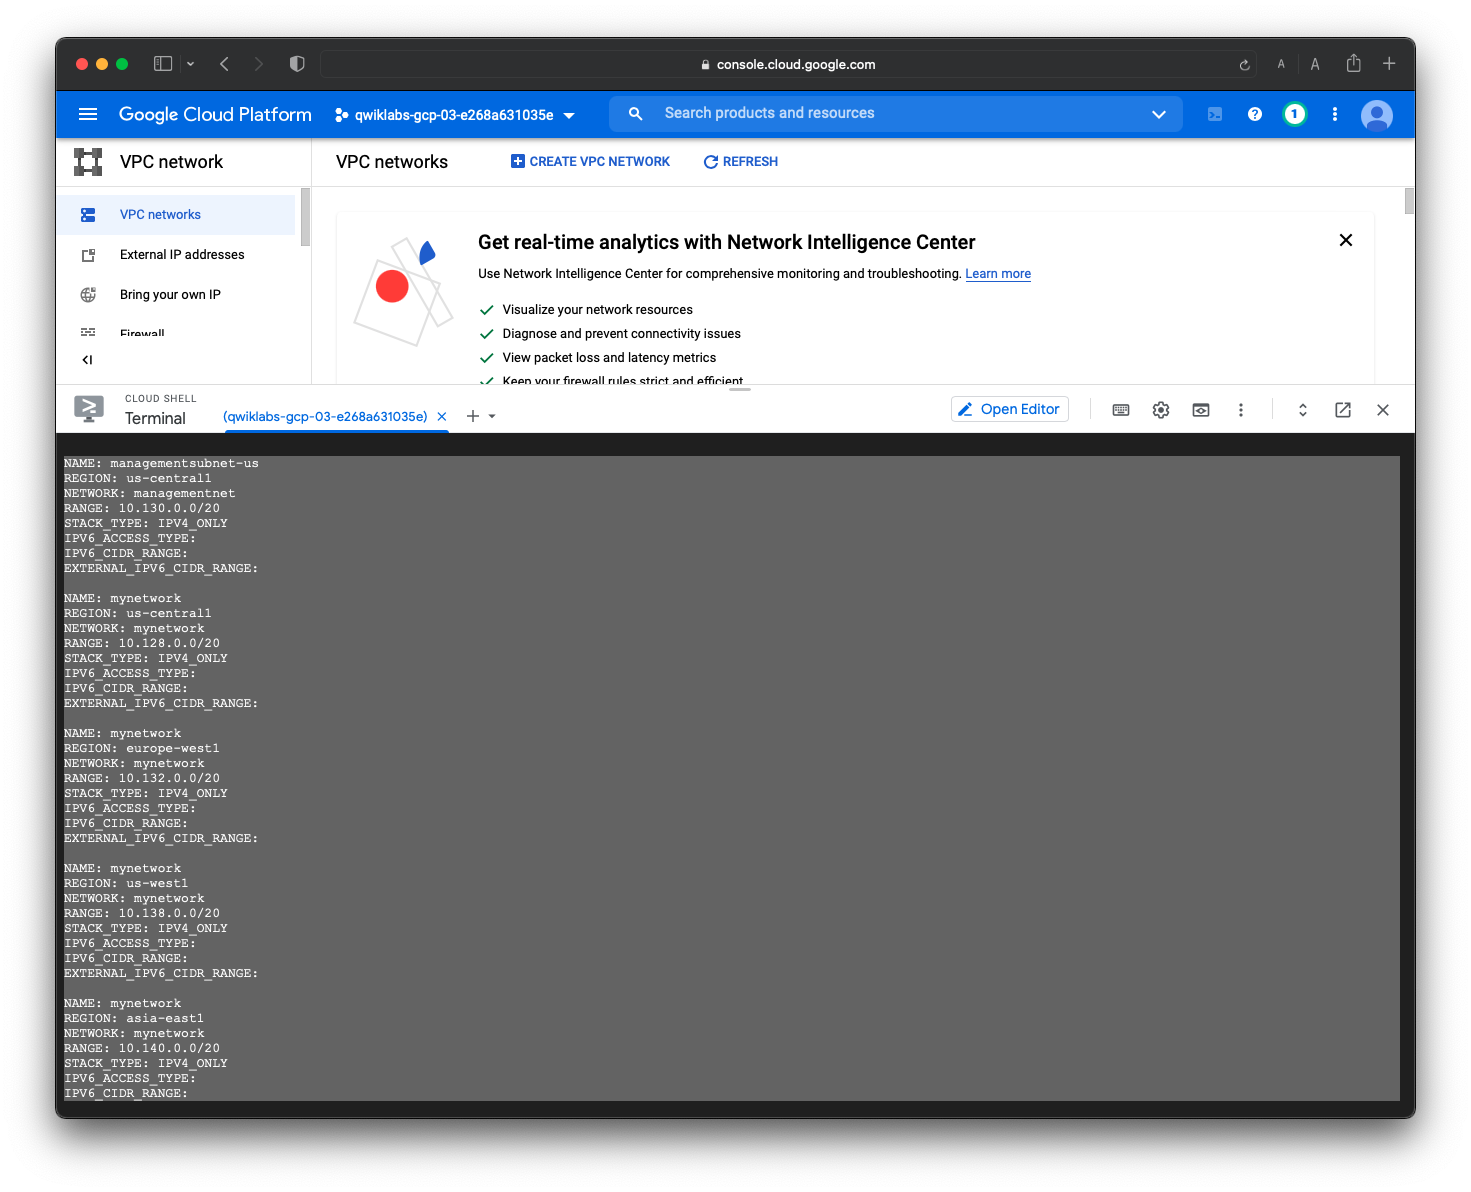 console.cloud.google.com
A
A
Google Cloud Platform
qwiklabs-gcp-03-e268a631035e
Search products and resources
1
VPC network
VPC networks
CREATE VPC NETWORK
REFRESH
VPC networks
External IP addresses
Bring your own IP
Firewall
Get real-time analytics with Network Intelligence Center
Use Network Intelligence Center for comprehensive monitoring and troubleshooting. Learn more
Visualize your network resources
Diagnose and prevent connectivity issues
View packet loss and latency metrics
Keep your firewall rules strict and efficient
CLOUD SHELL
Terminal
(qwiklabs-gcp-03-e268a631035e)
Open Editor
NAME: managementsubnet-us
REGION: us-central1
NETWORK: managementnet
RANGE: 10.130.0.0/20
STACK_TYPE: IPV4_ONLY
IPV6_ACCESS_TYPE:
IPV6_CIDR_RANGE:
EXTERNAL_IPV6_CIDR_RANGE:
NAME: mynetwork
REGION: us-central1
NETWORK: mynetwork
RANGE: 10.128.0.0/20
STACK_TYPE: IPV4_ONLY
IPV6_ACCESS_TYPE:
IPV6_CIDR_RANGE:
EXTERNAL_IPV6_CIDR_RANGE:
NAME: mynetwork
REGION: europe-west1
NETWORK: mynetwork
RANGE: 10.132.0.0/20
STACK_TYPE: IPV4_ONLY
IPV6_ACCESS_TYPE:
IPV6_CIDR_RANGE:
EXTERNAL_IPV6_CIDR_RANGE:
NAME: mynetwork
REGION: us-west1
NETWORK: mynetwork
RANGE: 10.138.0.0/20
STACK_TYPE: IPV4_ONLY
IPV6_ACCESS_TYPE:
IPV6_CIDR_RANGE:
EXTERNAL_IPV6_CIDR_RANGE:
NAME: mynetwork
REGION: asia-east1
NETWORK: mynetwork
RANGE: 10.140.0.0/20
STACK_TYPE: IPV4_ONLY
IPV6_ACCESS_TYPE:
IPV6_CIDR_RANGE: